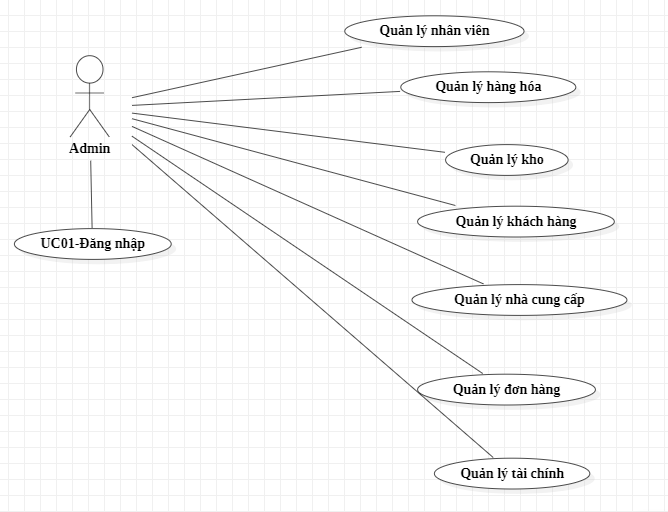 Quản lý nhân viên
Quản lý hàng hóa
Admin
Quản lý kho
Quản lý khách hàng
UC01-Đăng nhập
Quản lý nhà cung cấp
Quản lý đơn hàng
Quản lý tài chính